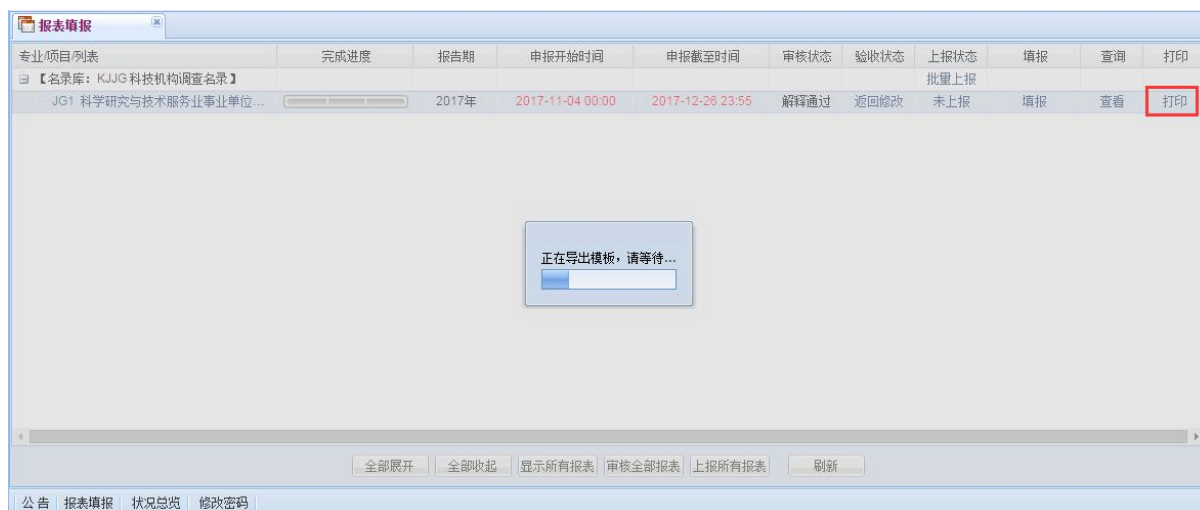 报表填报
专业/项目/列表 完成进度 报告期 申报开始时间 申报截至时间 审核状态 验收状态 上报状态 填报 查询 打印
【名录库：KJJG 科技机构调查名录】 批量上报
JG1 科学研究与技术服务业事业单位... 2017年 2017-11-04 00:00 2017-12-26 23:55 解释通过 返回修改 未上报 填报 查看 打印
正在导出模板，请等待...
全部展开 全部收起 显示所有报表 审核全部报表 上报所有报表 刷新
公告 报表填报 状况总览 修改密码